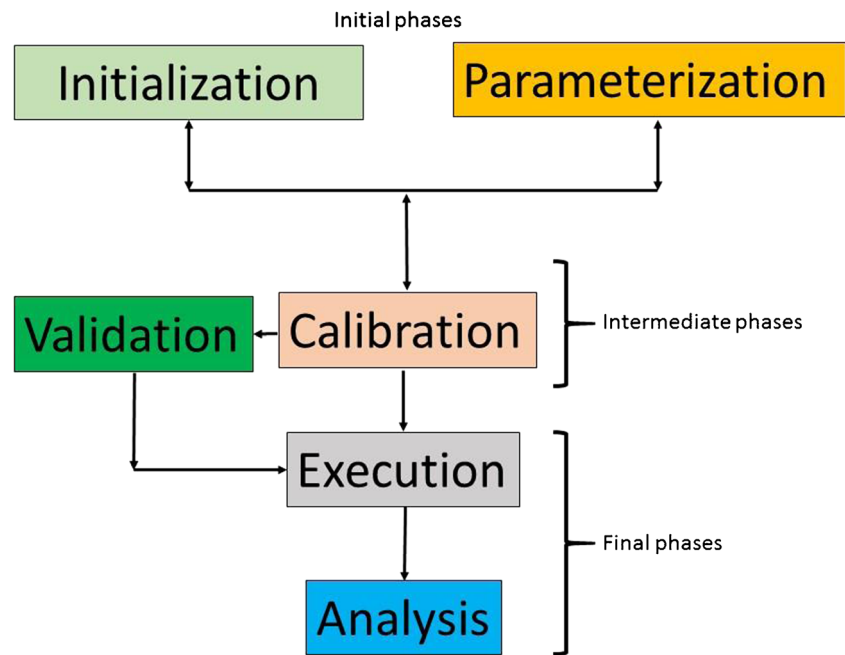 Initial phases
Initialization
Parameterization
Validation
Calibration
Intermediate phases
Execution
Final phases
Analysis